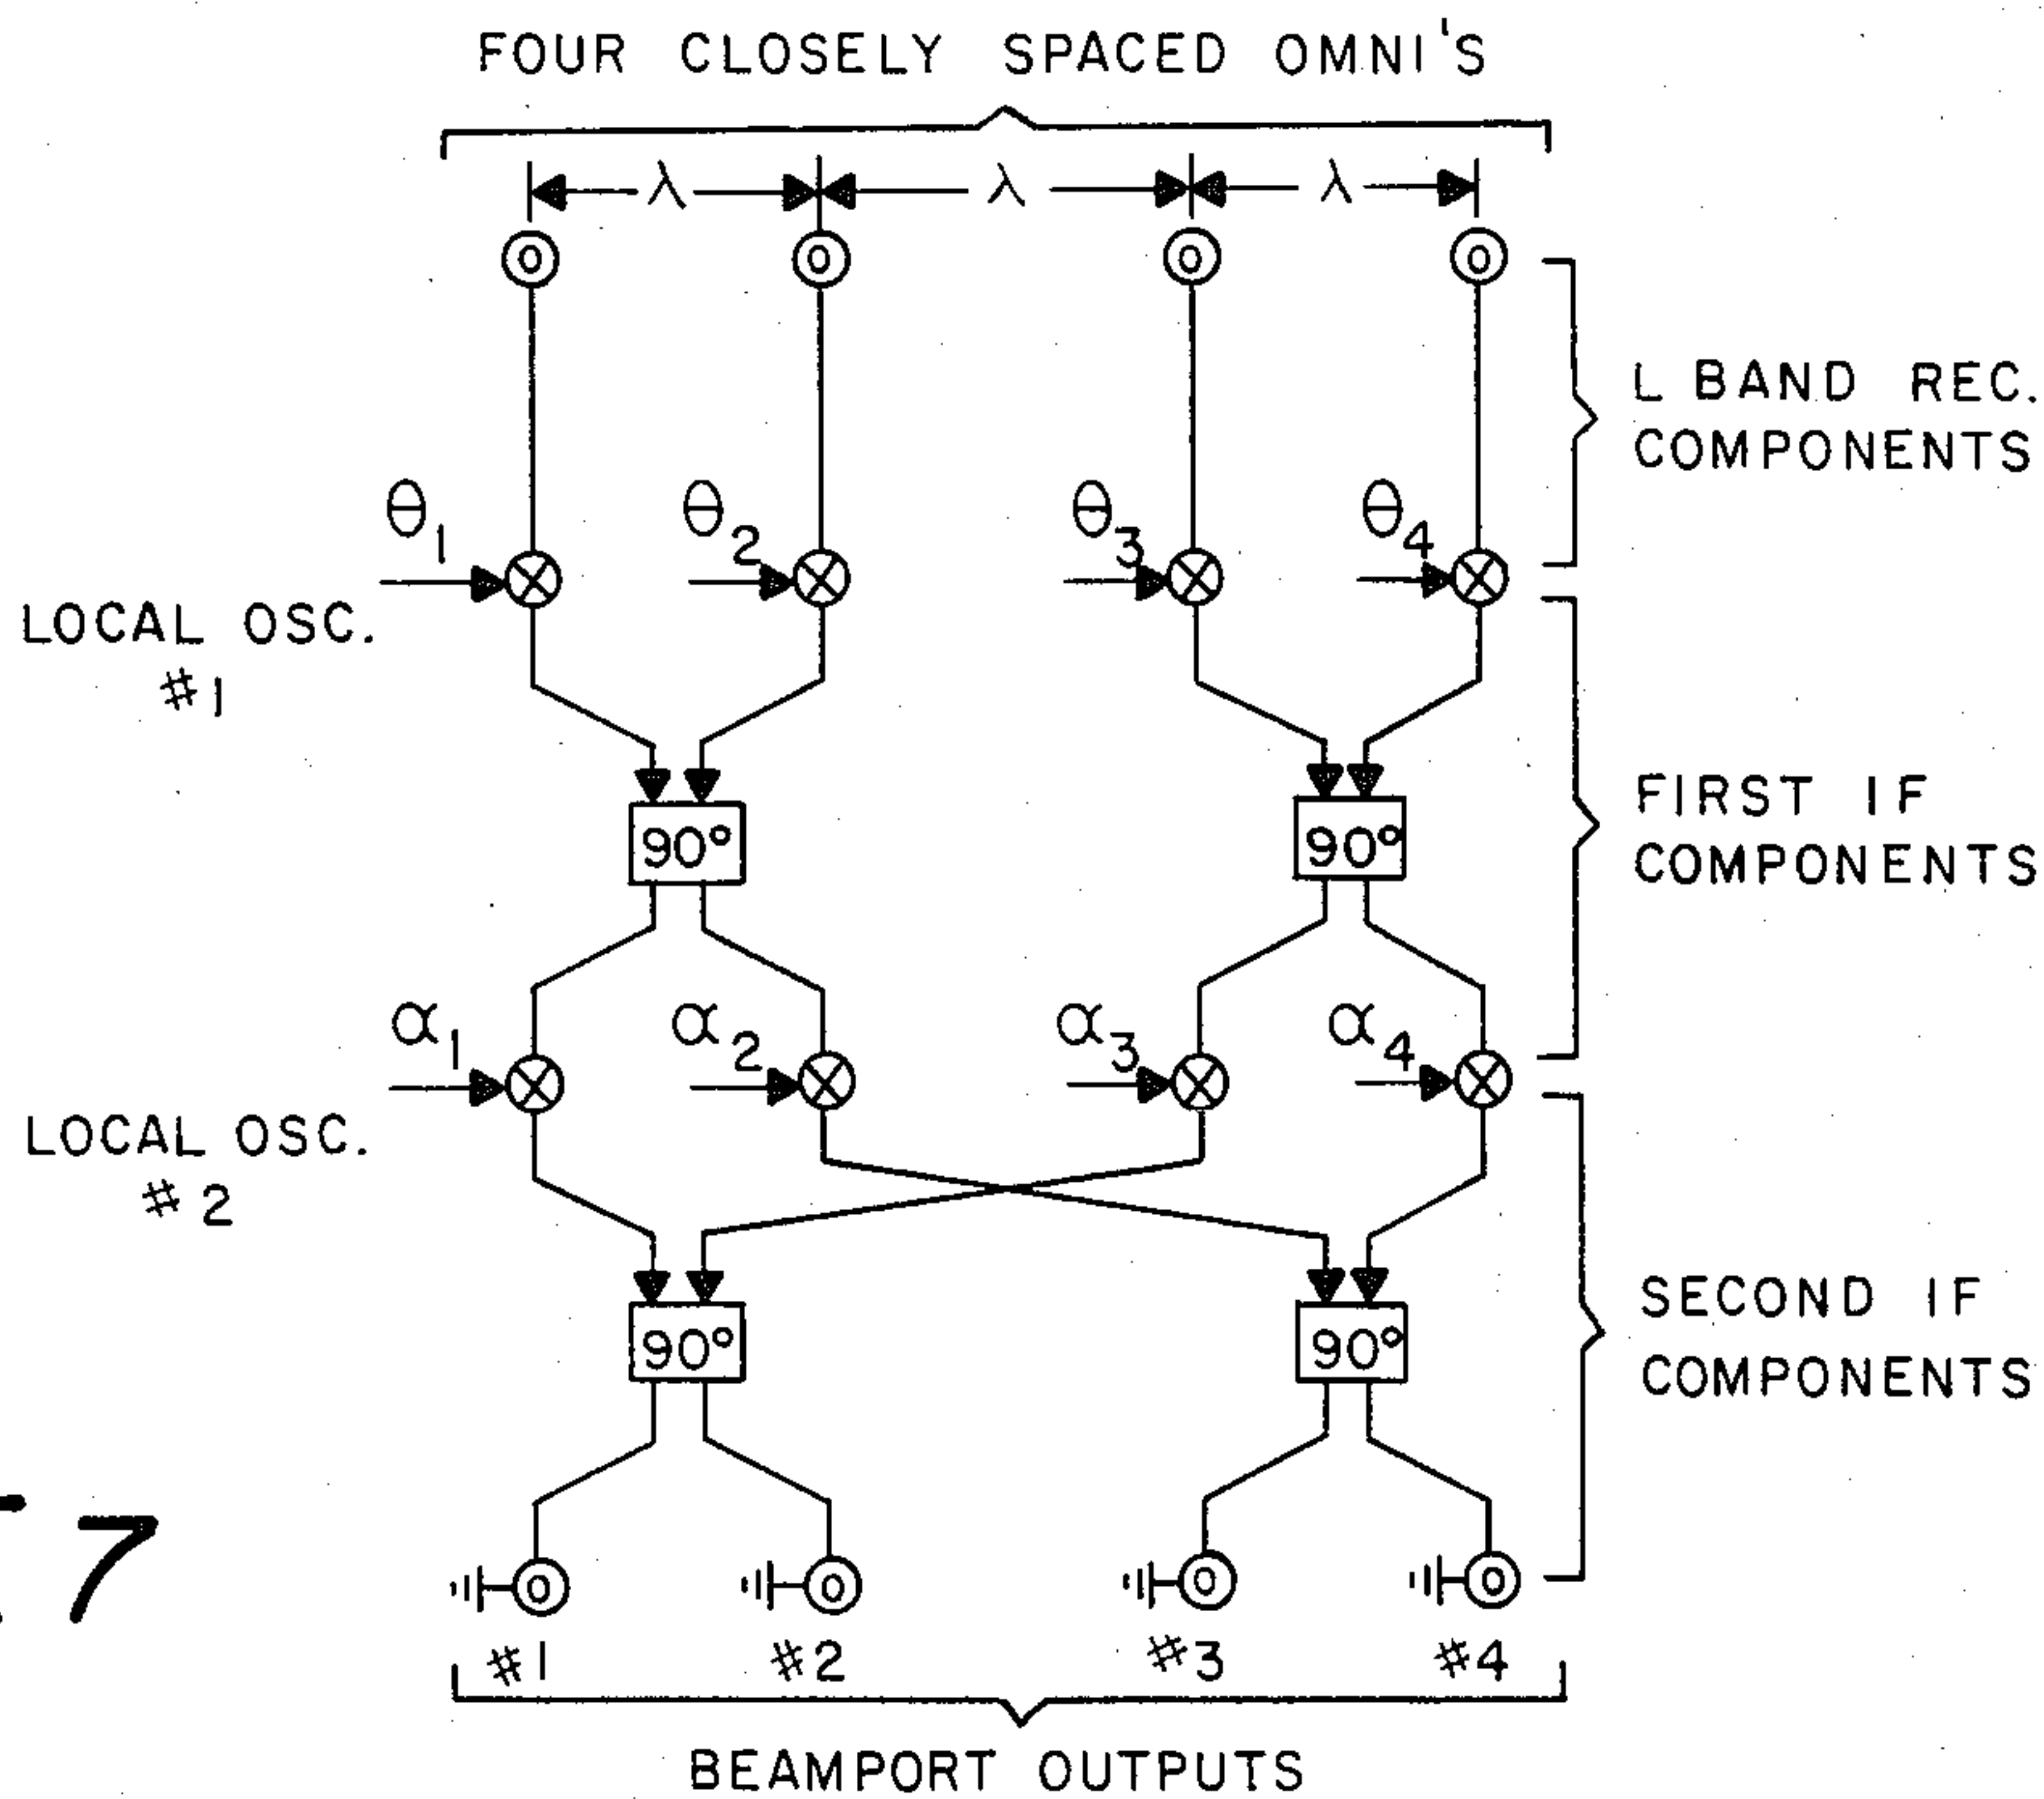 FOUR CLOSELY SPACED OMNI'S
λ λ λ
O O O O
L BAND REC.
COMPONENTS
θ1 θ2 θ3 θ4
LOCAL OSC.
#1
90° 90°
FIRST IF
COMPONENTS
α1 α2 α3 α4
LOCAL OSC.
#2
90° 90°
SECOND IF
COMPONENTS
7
O O O O
#1 #2 #3 #4
BEAMPORT OUTPUTS